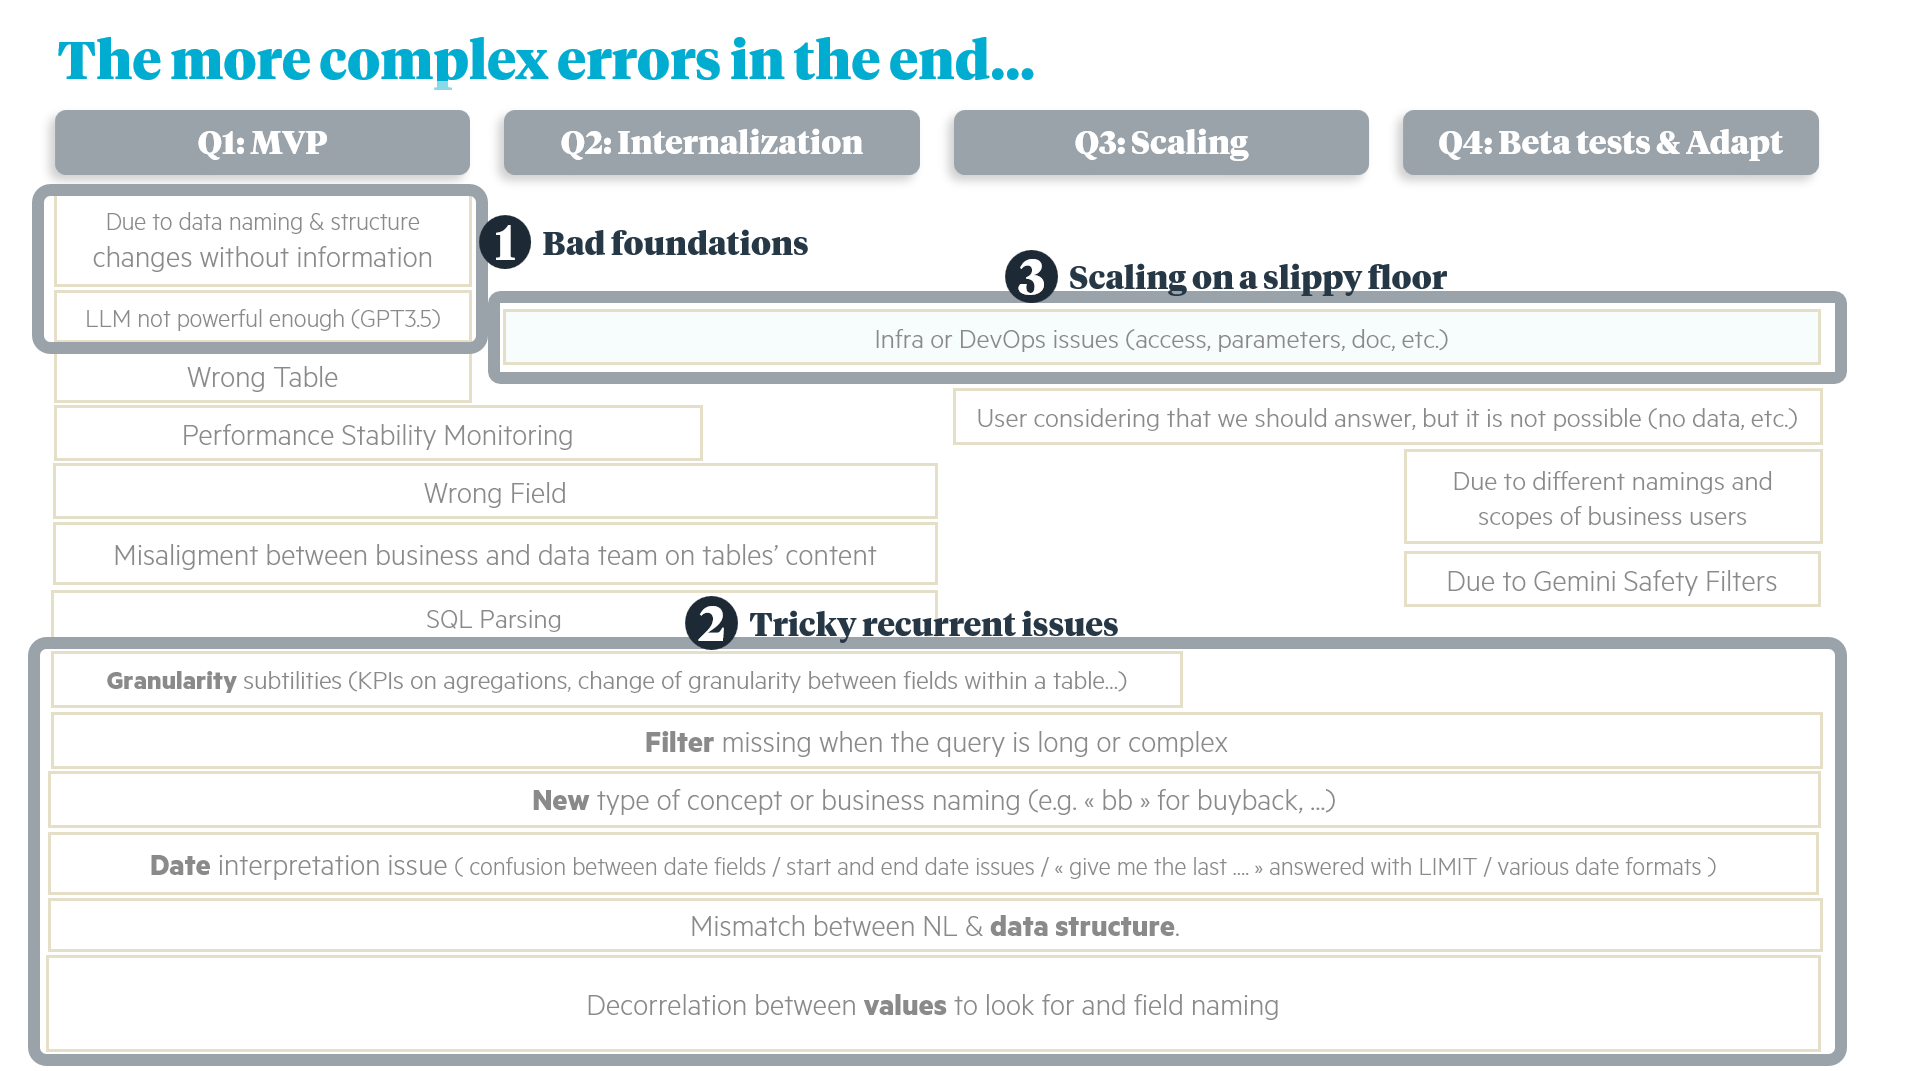 The more complex errors in the end...
Q1: MVP
Q2: Internalization
Q3: Scaling
Q4: Beta tests & Adapt
Due to data naming & structure
changes without information
1 Bad foundations
3 Scaling on a slippy floor
LLM not powerful enough (GPT3.5)
Infra or DevOps issues (access, parameters, doc, etc.)
Wrong Table
User considering that we should answer, but it is not possible (no data, etc.)
Performance Stability Monitoring
Due to different namings and
scopes of business users
Wrong Field
Misaligment between business and data team on tables’ content
Due to Gemini Safety Filters
SQL Parsing
2 Tricky recurrent issues
Granularity subtilities (KPIs on agregations, change of granularity between fields within a table...)
Filter missing when the query is long or complex
New type of concept or business naming (e.g. « bb » for buyback, ...)
Date interpretation issue ( confusion between date fields / start and end date issues / « give me the last .... » answered with LIMIT / various date formats )
Mismatch between NL & data structure.
Decorrelation between values to look for and field naming